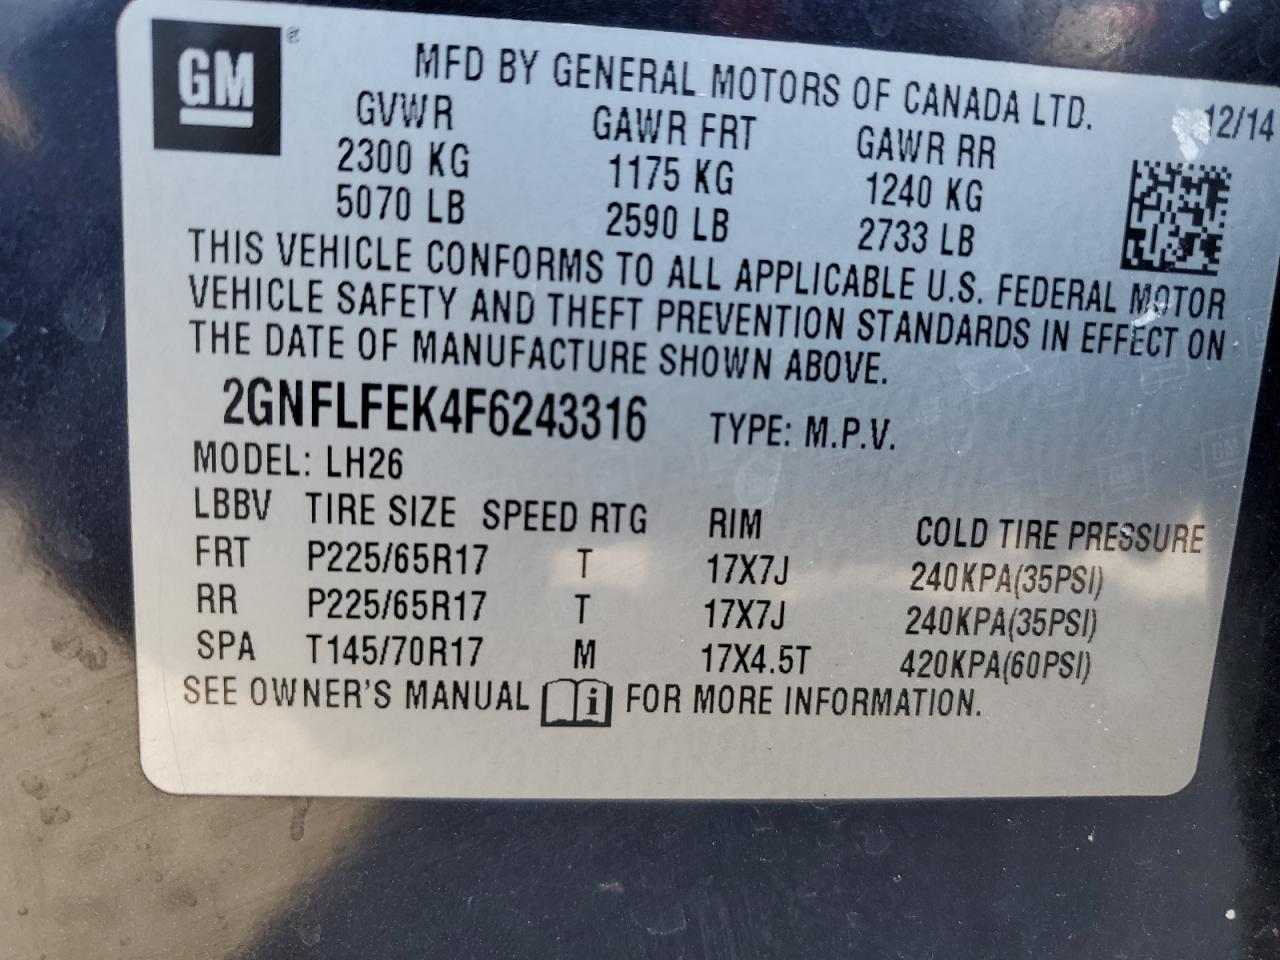 GM ®
MFD BY GENERAL MOTORS OF CANADA LTD.
12/14
GVWR GAWR FRT GAWR RR
2300 KG 1175 KG 1240 KG
5070 LB 2590 LB 2733 LB
THIS VEHICLE CONFORMS TO ALL APPLICABLE U.S. FEDERAL MOTOR
VEHICLE SAFETY AND THEFT PREVENTION STANDARDS IN EFFECT ON
THE DATE OF MANUFACTURE SHOWN ABOVE.
2GNFLFEK4F6243316 TYPE: M.P.V.
MODEL: LH26
LBBV TIRE SIZE SPEED RTG RIM COLD TIRE PRESSURE
FRT P225/65R17 T 17X7J 240KPA(35PSI)
RR P225/65R17 T 17X7J 240KPA(35PSI)
SPA T145/70R17 M 17X4.5T 420KPA(60PSI)
SEE OWNER'S MANUAL i FOR MORE INFORMATION.